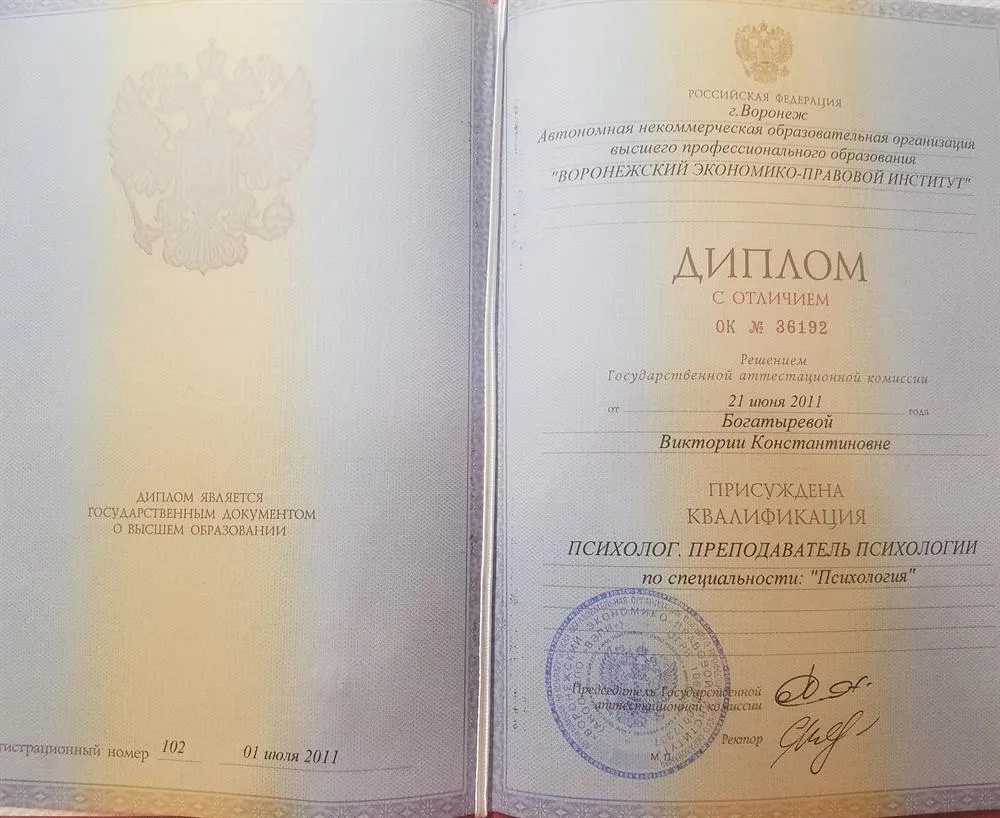 ДИПЛОМ ЯВЛЯЕТСЯ
ГОСУДАРСТВЕННЫМ ДОКУМЕНТОМ
О ВЫСШЕМ ОБРАЗОВАНИИ
гистрационный номер 102 01 июля 2011
РОССИЙСКАЯ ФЕДЕРАЦИЯ
г.Воронеж
Автономная некоммерческая образовательная организация
высшего профессионального образования
"ВОРОНЕЖСКИЙ ЭКОНОМИКО-ПРАВОВОЙ ИНСТИТУТ"
ДИПЛОМ
С ОТЛИЧИЕМ
ОК № 36192
Решением
Государственной аттестационной комиссии
от 21 июня 2011 года
Богатыревой
Виктории Константиновне
ПРИСУЖДЕНА
КВАЛИФИКАЦИЯ
ПСИХОЛОГ. ПРЕПОДАВАТЕЛЬ ПСИХОЛОГИИ
по специальности: "Психология"
Председатель Государственной
аттестационной комиссии
Ректор
М.П.